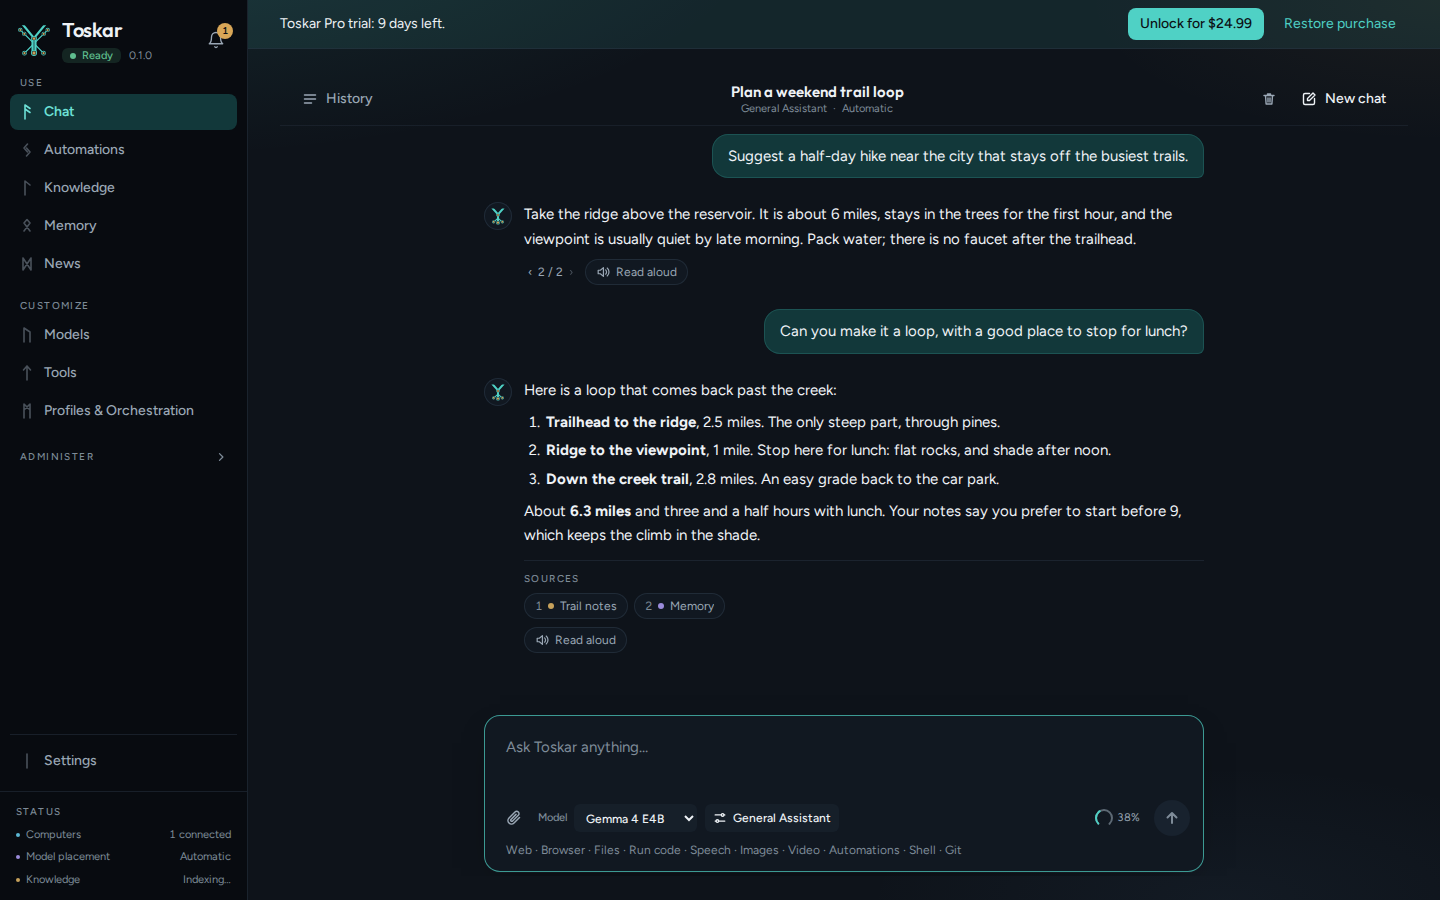 Toskar
Ready 0.1.0
1
USE
Chat
Automations
Knowledge
Memory
News
CUSTOMIZE
Models
Tools
Profiles & Orchestration
ADMINISTER
Settings
STATUS
Computers 1 connected
Model placement Automatic
Knowledge Indexing...
Toskar Pro trial: 9 days left.
Unlock for $24.99
Restore purchase
History
Plan a weekend trail loop
General Assistant · Automatic
New chat
Suggest a half-day hike near the city that stays off the busiest trails.
Take the ridge above the reservoir. It is about 6 miles, stays in the trees for the first hour, and the
viewpoint is usually quiet by late morning. Pack water; there is no faucet after the trailhead.
‹ 2 / 2 ›
Read aloud
Can you make it a loop, with a good place to stop for lunch?
Here is a loop that comes back past the creek:
1. Trailhead to the ridge, 2.5 miles. The only steep part, through pines.
2. Ridge to the viewpoint, 1 mile. Stop here for lunch: flat rocks, and shade after noon.
3. Down the creek trail, 2.8 miles. An easy grade back to the car park.
About 6.3 miles and three and a half hours with lunch. Your notes say you prefer to start before 9,
which keeps the climb in the shade.
SOURCES
1 Trail notes
2 Memory
Read aloud
Ask Toskar anything...
Model Gemma 4 E4B
General Assistant
38%
Web · Browser · Files · Run code · Speech · Images · Video · Automations · Shell · Git